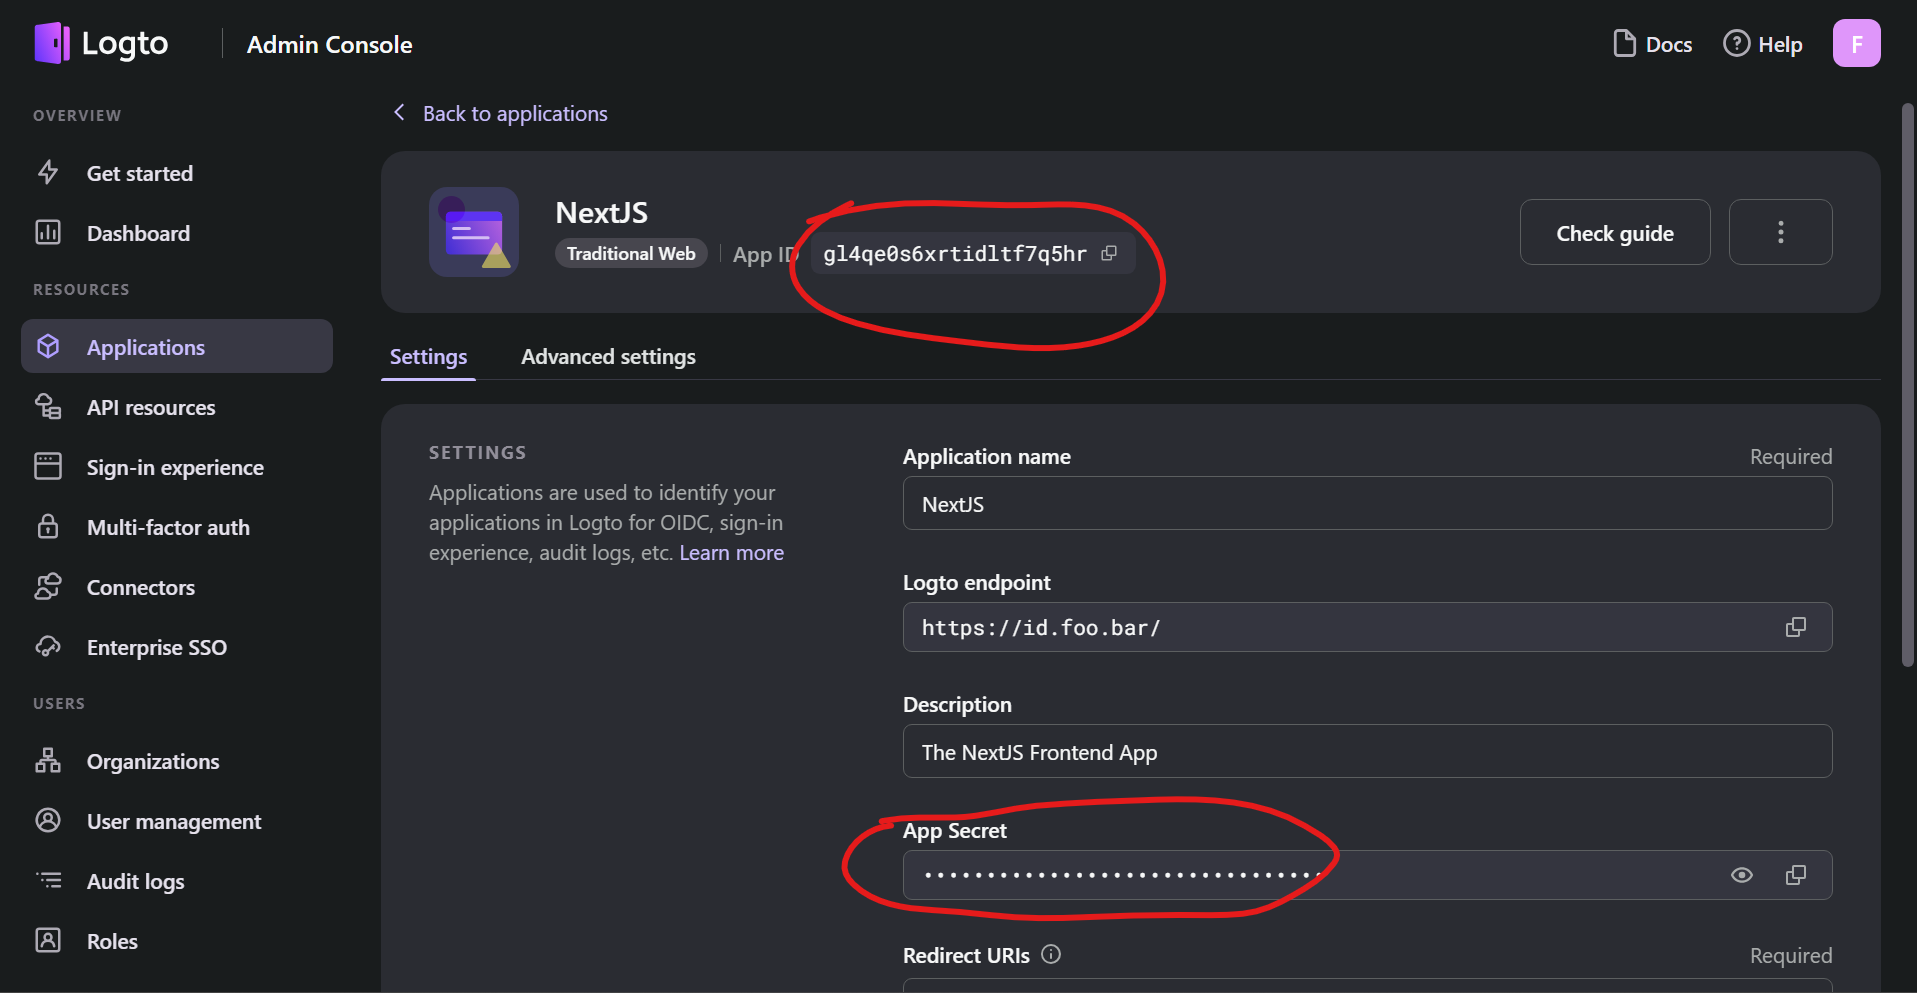 Logto
Admin Console
Docs
Help
F
OVERVIEW
Get started
Dashboard
RESOURCES
Applications
API resources
Sign-in experience
Multi-factor auth
Connectors
Enterprise SSO
USERS
Organizations
User management
Audit logs
Roles
Back to applications
NextJS
Traditional Web
App ID
gl4qe0s6xrtidltf7q5hr
Check guide
Settings
Advanced settings
SETTINGS
Applications are used to identify your
applications in Logto for OIDC, sign-in
experience, audit logs, etc. Learn more
Application name
Required
NextJS
Logto endpoint
https://id.foo.bar/
Description
The NextJS Frontend App
App Secret
••••••••••••••••••••••••••••••••
Redirect URIs
Required